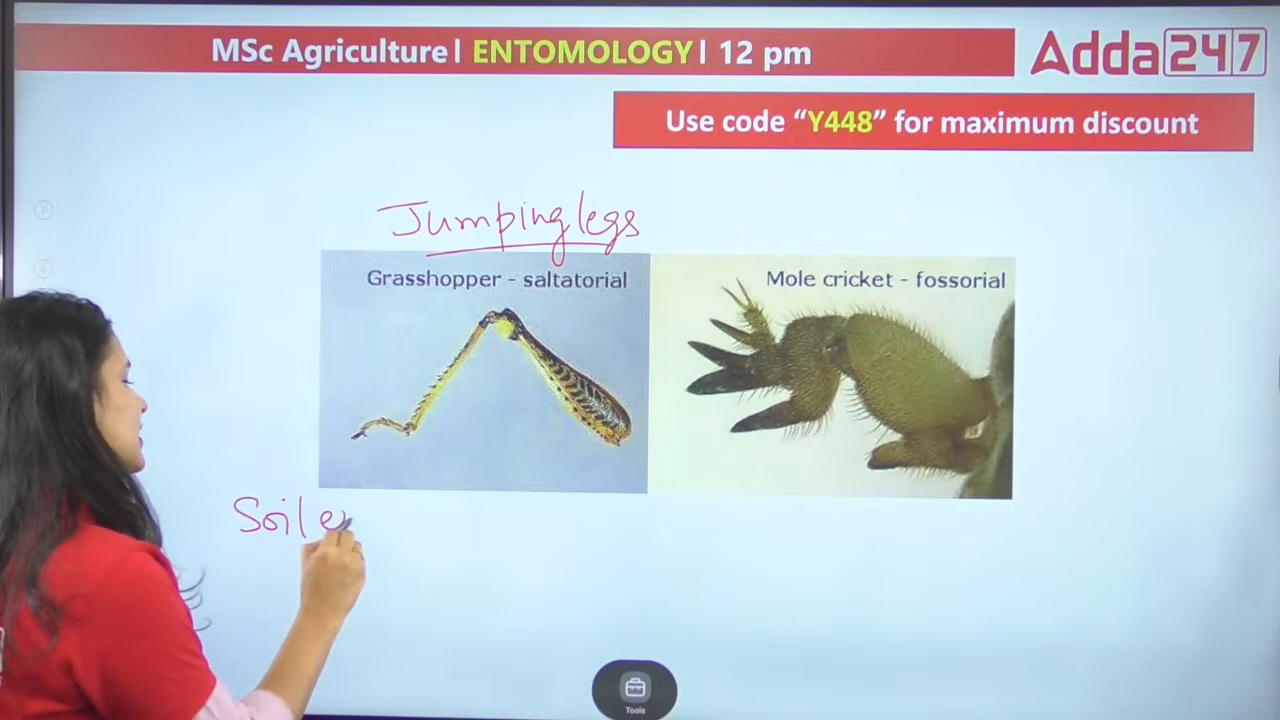 MSc Agriculture| ENTOMOLOGY| 12 pm
Adda247
Use code “Y448” for maximum discount
Jumping legs
Grasshopper - saltatorial
Mole cricket - fossorial
Soil e
Tools